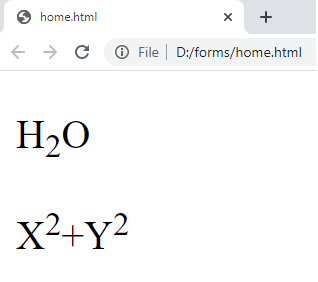 home.html
File | D:/forms/home.html
H₂O
X²+Y²